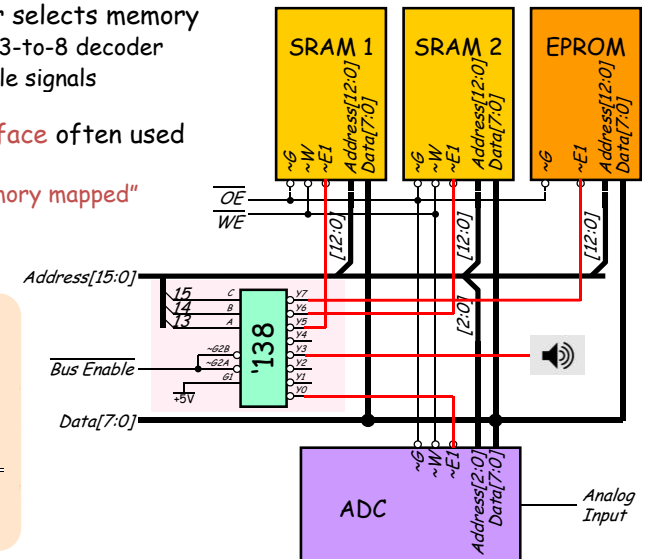 r selects memory
3-to-8 decoder
le signals
face often used
mory mapped"
SRAM 1
SRAM 2
EPROM
~G
~W
~E1
Address[12:0]
Data[7:0]
~G
~W
~E1
Address[12:0]
Data[7:0]
~G
~E1
Address[12:0]
Data[7:0]
OE
WE
[12:0]
[12:0]
[12:0]
Address[15:0]
[2:0]
15 C
14 B
13 A
Y7
Y6
Y5
Y4
Y3
Y2
Y1
Y0
'138
~G2B
~G2A
G1
Bus Enable
+5V
Data[7:0]
~G
~W
~E1
Address[2:0]
Data[7:0]
ADC
Analog
Input